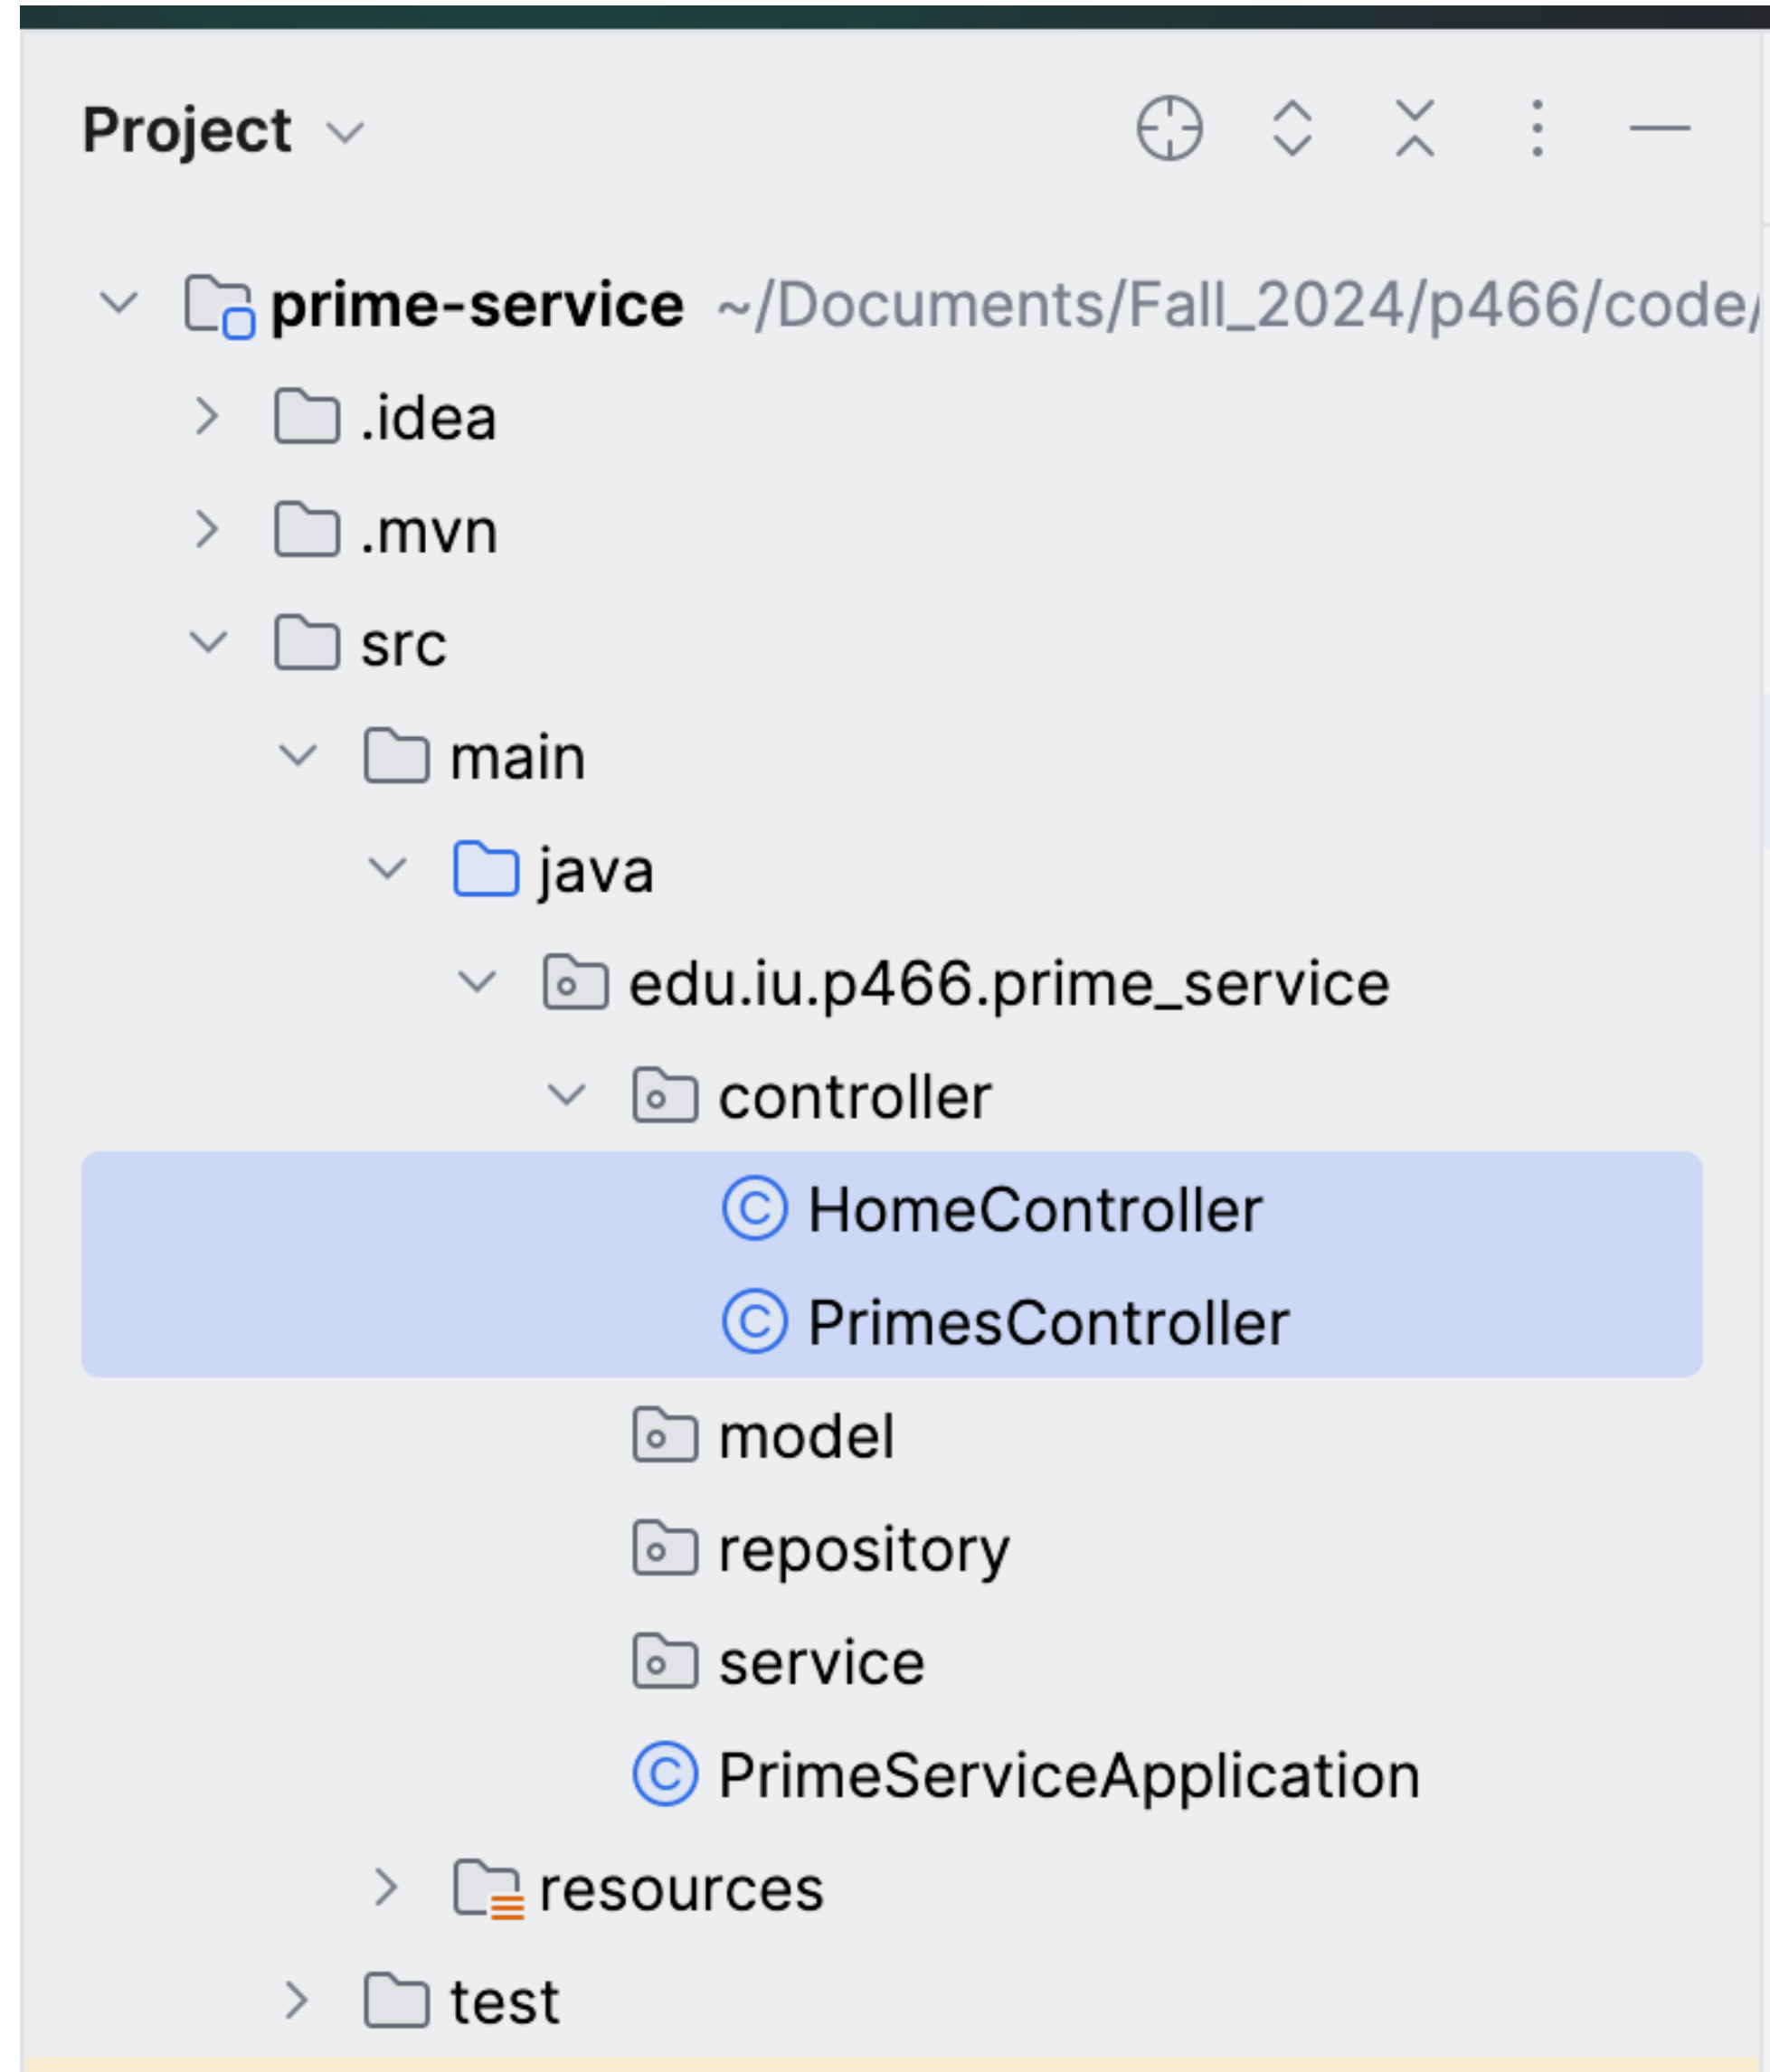 Project
prime-service ~/Documents/Fall_2024/p466/code/
.idea
.mvn
src
main
java
edu.iu.p466.prime_service
controller
HomeController
PrimesController
model
repository
service
PrimeServiceApplication
resources
test